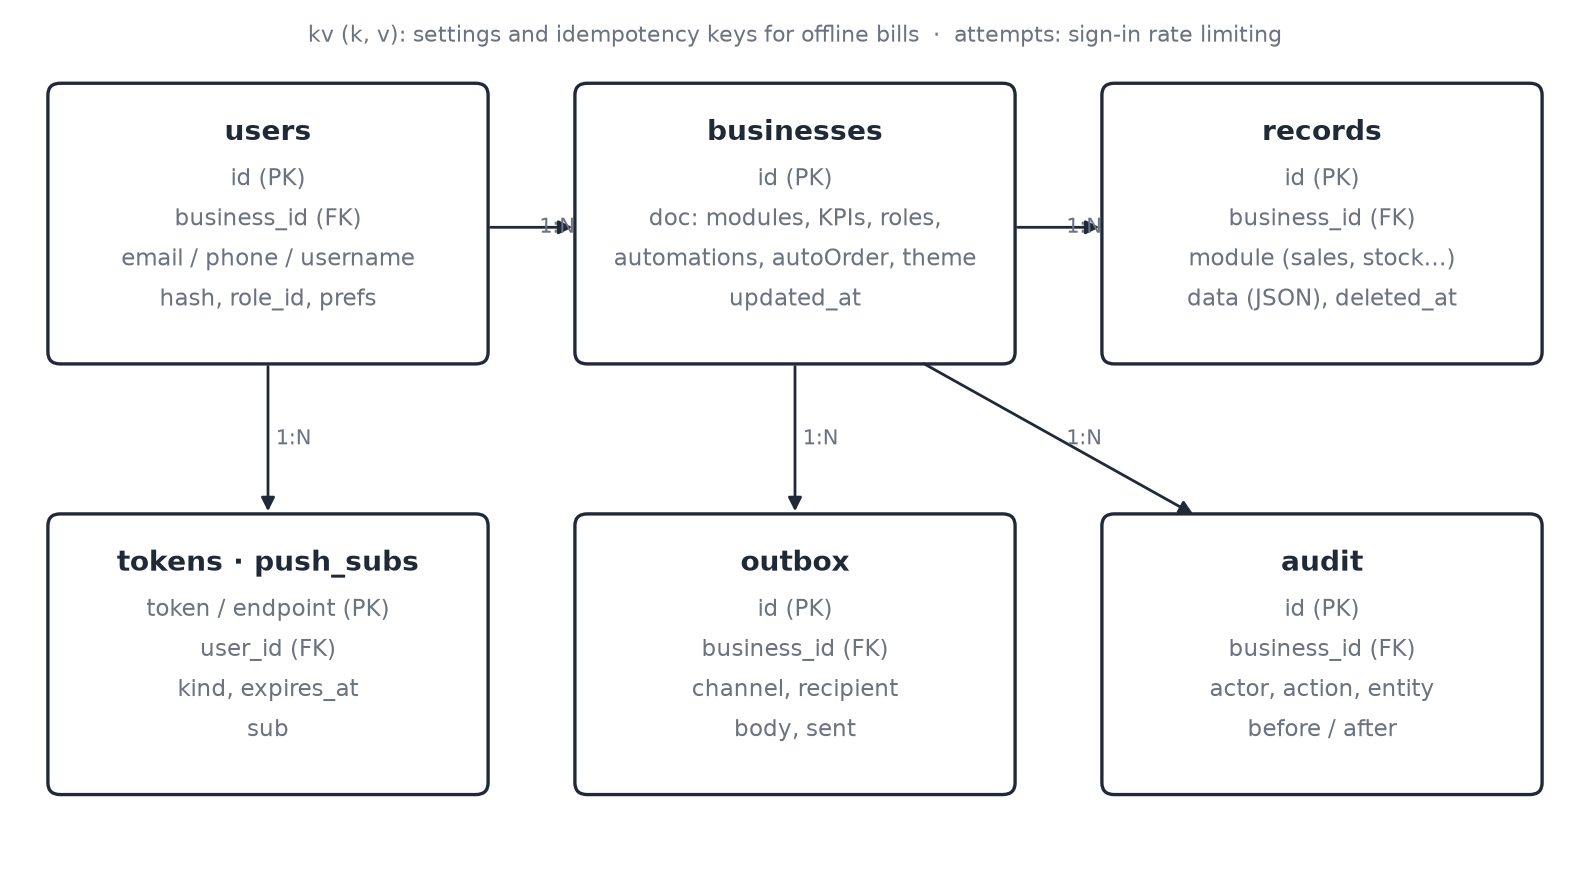 kv (k, v): settings and idempotency keys for offline bills · attempts: sign-in rate limiting
users
id (PK)
business_id (FK)
email / phone / username
hash, role_id, prefs
1:N
businesses
id (PK)
doc: modules, KPIs, roles,
automations, autoOrder, theme
updated_at
1:N
records
id (PK)
business_id (FK)
module (sales, stock…)
data (JSON), deleted_at
1:N
1:N
1:N
tokens · push_subs
token / endpoint (PK)
user_id (FK)
kind, expires_at
sub
outbox
id (PK)
business_id (FK)
channel, recipient
body, sent
audit
id (PK)
business_id (FK)
actor, action, entity
before / after